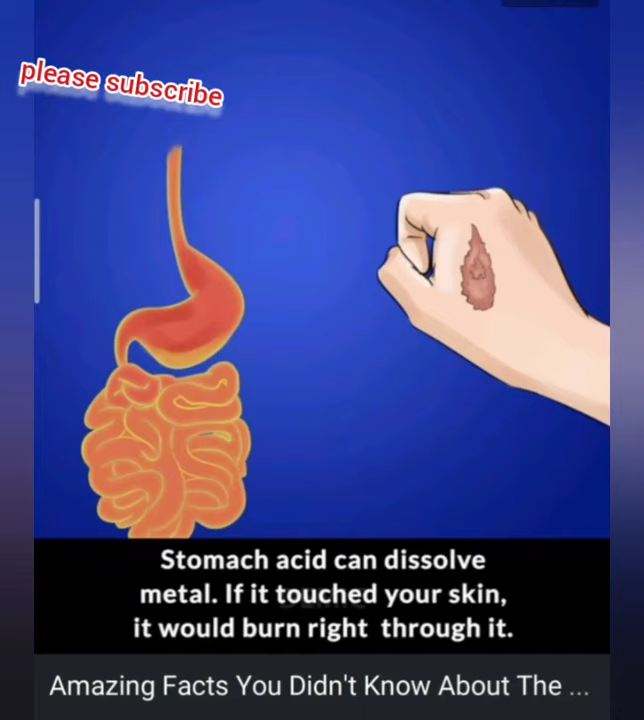 please subscribe
Stomach acid can dissolve
metal. If it touched your skin,
it would burn right through it.
Amazing Facts You Didn't Know About The ...